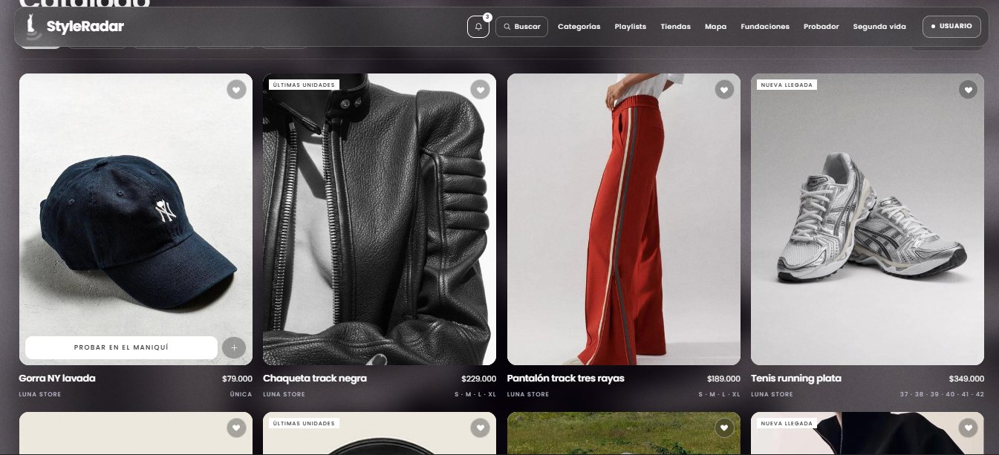 Catálogo
StyleRadar
3
Buscar
Categorías
Playlists
Tiendas
Mapa
Fundaciones
Probador
Segunda vida
USUARIO
ÚLTIMAS UNIDADES
NUEVA LLEGADA
NY
PROBAR EN EL MANIQUÍ
+
Gorra NY lavada
$79.000
LUNA STORE
ÚNICA
Chaqueta track negra
$229.000
LUNA STORE
S · M · L · XL
Pantalón track tres rayas
$189.000
LUNA STORE
S · M · L · XL
Tenis running plata
$349.000
LUNA STORE
37 · 38 · 39 · 40 · 41 · 42
ÚLTIMAS UNIDADES
NUEVA LLEGADA